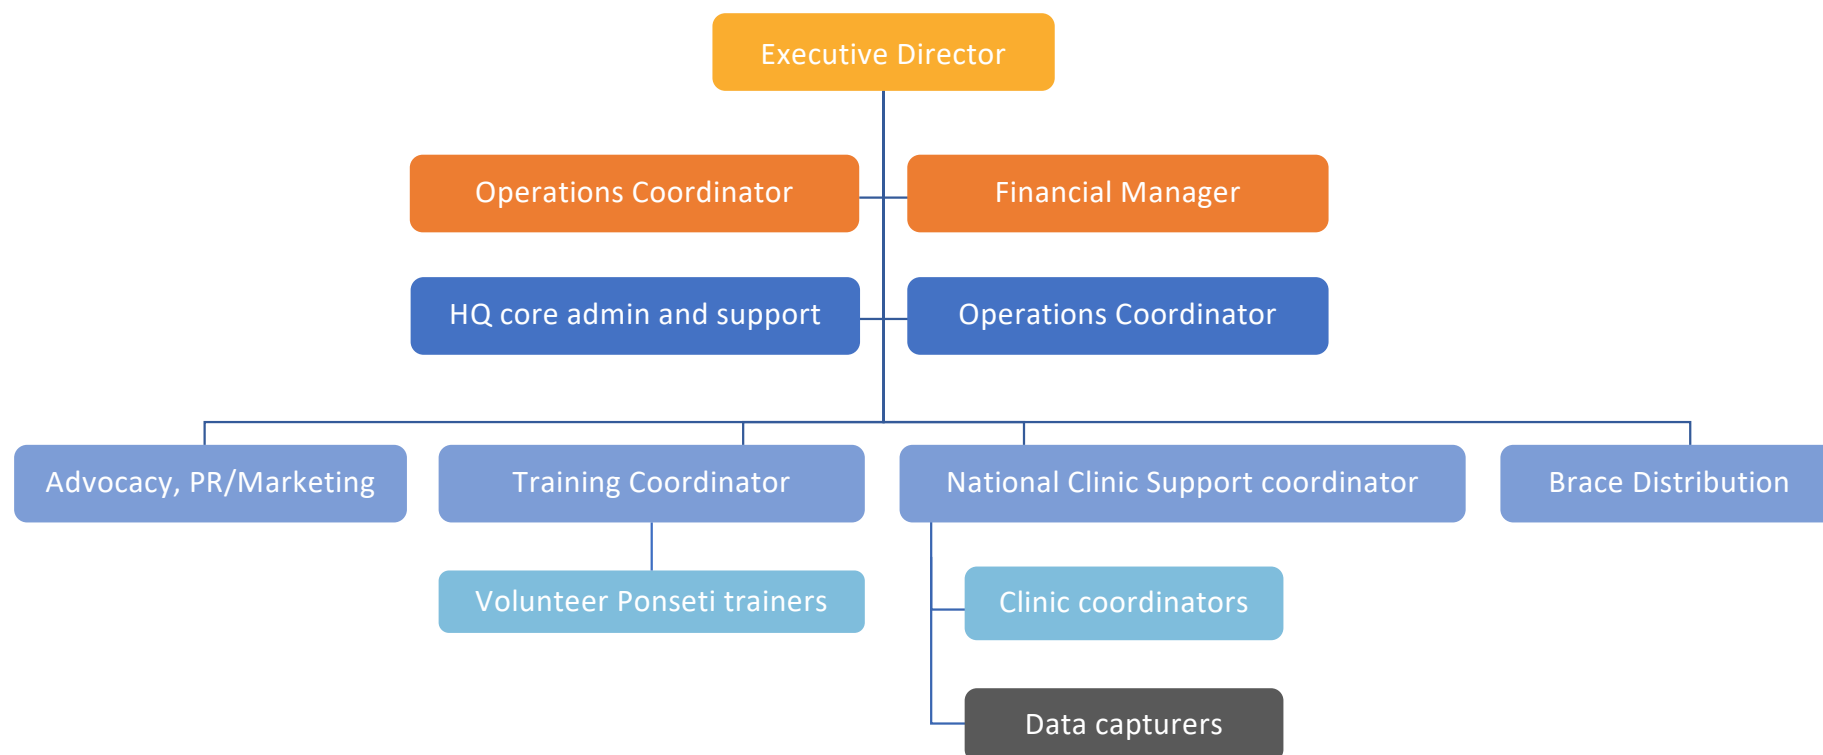 Executive Director
Operations Coordinator
Financial Manager
HQ core admin and support
Operations Coordinator
Advocacy, PR/Marketing
Training Coordinator
National Clinic Support coordinator
Brace Distribution
Volunteer Ponseti trainers
Clinic coordinators
Data capturers